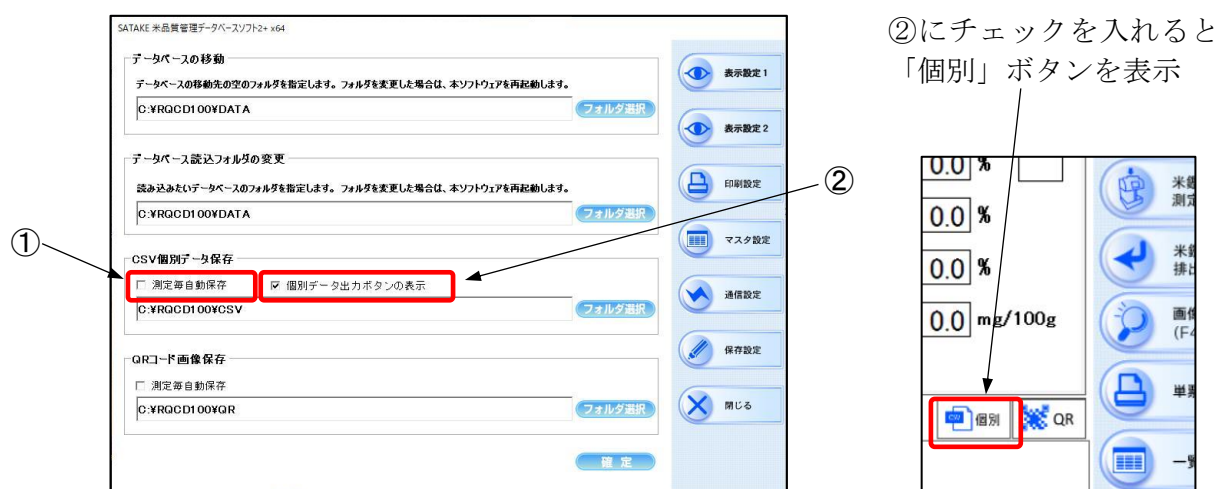 SATAKE 米品質管理データベースソフト2+ x64
データベースの移動
データベースの移動先の空のフォルダを指定します。フォルダを変更した場合は、本ソフトウェアを再起動します。
C:¥RQCD100¥DATA
フォルダ選択
データベース読込フォルダの変更
読み込みたいデータベースのフォルダを指定します。フォルダを変更した場合は、本ソフトウェアを再起動します。
C:¥RQCD100¥DATA
フォルダ選択
①
CSV個別データ保存
測定毎自動保存
個別データ出力ボタンの表示
C:¥RQCD100¥CSV
フォルダ選択
QRコード画像保存
測定毎自動保存
C:¥RQCD100¥QR
フォルダ選択
確定
表示設定1
表示設定2
印刷設定
マスタ設定
通信設定
保存設定
閉じる
②
②にチェックを入れると
「個別」ボタンを表示
0.0 %
0.0 %
0.0 %
0.0 mg/100g
個別
QR
米
測定
米
排出
画像
(F4
単票
一覧